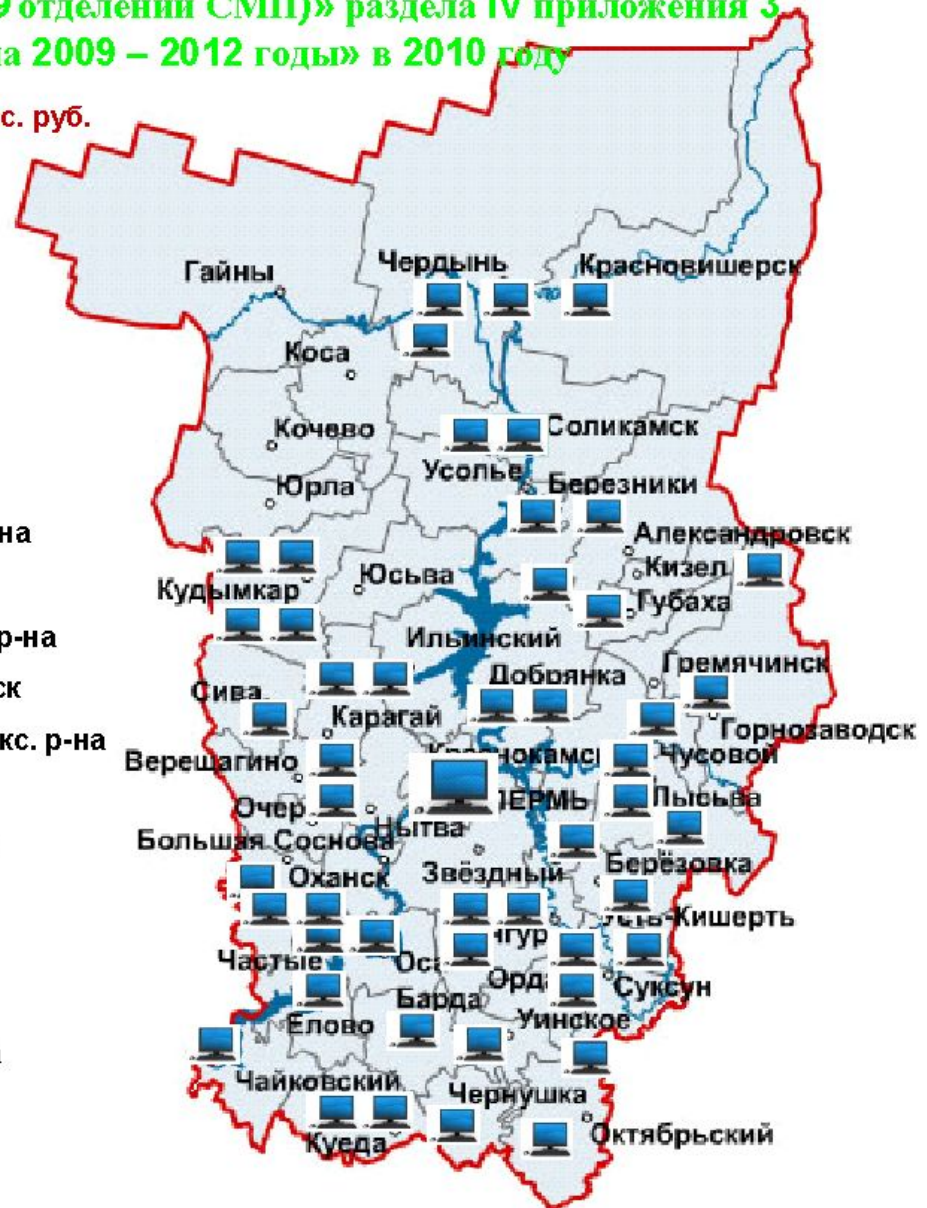 отделений СМП)» раздела IV приложения 3
на 2009 – 2012 годы» в 2010 году
с. руб.
Чердынь
Красновишерск
Гайны
Коса
Соликамск
Кочево
Усолье
Березники
Юрла
на
Александровск
Кизел
Юсьва
Кудымкар
Губаха
р-на
Ильинский
Гремячинск
Добрянка
ск
Сива
Карагай
Горнозаводск
кс. р-на
Чусовой
Верещагино
ПЕРМЬ
Лысьва
Очер
Нытва
Большая Соснова
Берёзовка
Звёздный
Оханск
Усть-Кишерть
нгур
Частые
Оса
Орда
Суксун
Барда
Уинское
Елово
Чайковский
Чернушка
Октябрьский
Куеда